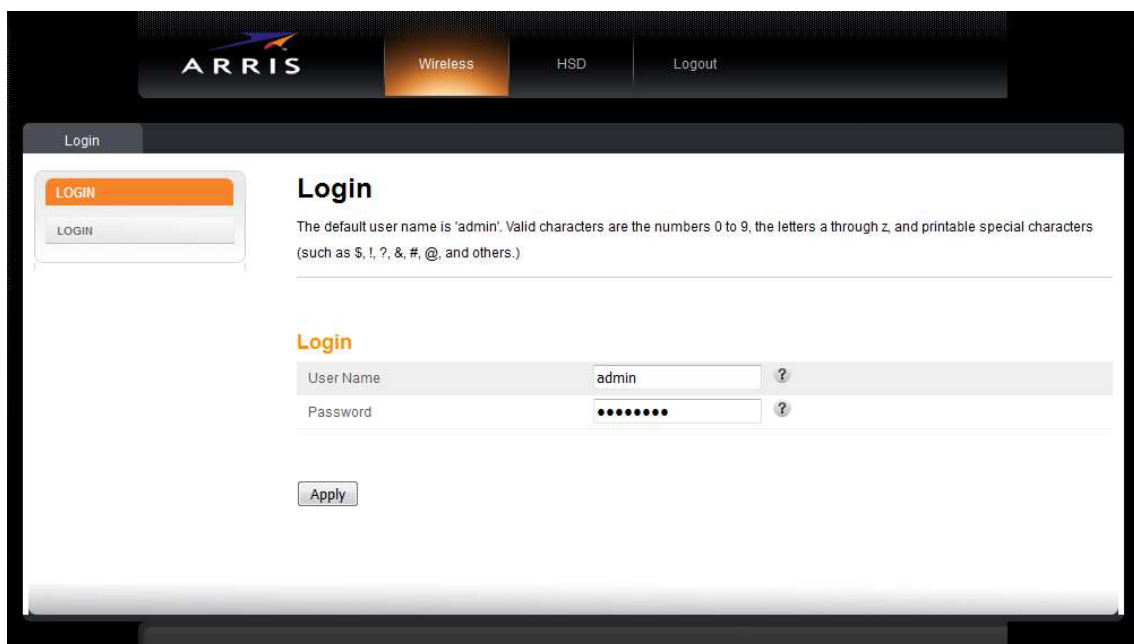 ARRIS
Wireless
HSD
Logout
Login
LOGIN
LOGIN
Login
The default user name is 'admin'. Valid characters are the numbers 0 to 9, the letters a through z, and printable special characters
(such as $, !, ?, &, #, @, and others.)
Login
User Name
admin
?
Password
••••••••
?
Apply